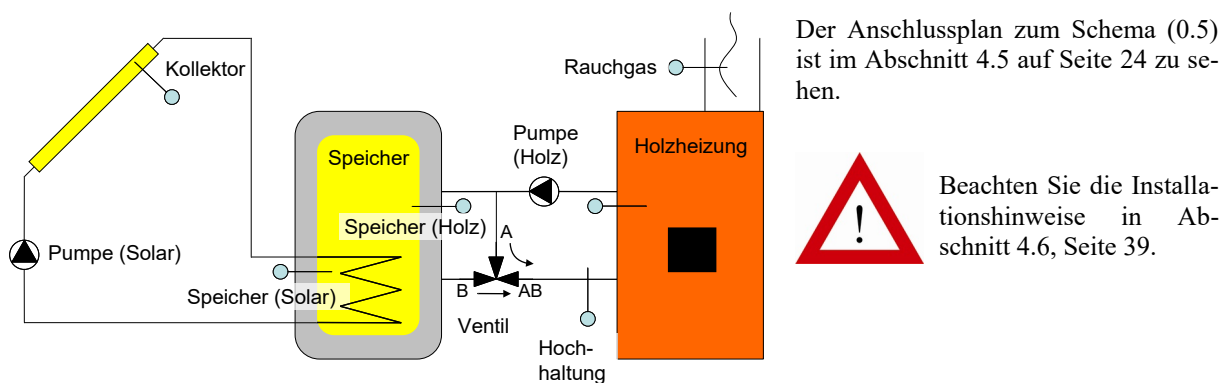 Kollektor
Pumpe (Solar)
Speicher
Speicher (Holz)
Speicher (Solar)
Pumpe
(Holz)
A
B
AB
Ventil
Hoch-
haltung
Rauchgas
Holzheizung
Der Anschlussplan zum Schema (0.5)
ist im Abschnitt 4.5 auf Seite 24 zu se-
hen.
!
Beachten Sie die Installa-
tionshinweise in Ab-
schnitt 4.6, Seite 39.